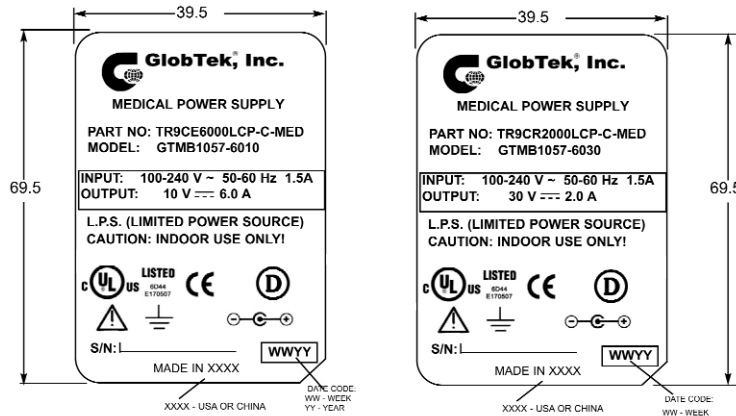 39.5
69.5
GlobTek,® Inc.
MEDICAL POWER SUPPLY
PART NO: TR9CE6000LCP-C-MED
MODEL: GTMB1057-6010
INPUT: 100-240 V ~ 50-60 Hz 1.5A
OUTPUT: 10 V 6.0 A
L.P.S. (LIMITED POWER SOURCE)
CAUTION: INDOOR USE ONLY!
C UL US LISTED CE D
6D44
E170507
S/N:
WWYY
MADE IN XXXX
XXXX - USA OR CHINA
DATE CODE:
WW - WEEK
YY - YEAR
39.5
69.5
GlobTek,® Inc.
MEDICAL POWER SUPPLY
PART NO: TR9CR2000LCP-C-MED
MODEL: GTMB1057-6030
INPUT: 100-240 V ~ 50-60 Hz 1.5A
OUTPUT: 30 V 2.0 A
L.P.S. (LIMITED POWER SOURCE)
CAUTION: INDOOR USE ONLY!
C UL US LISTED CE D
6D44
E170507
S/N:
WWYY
MADE IN XXXX
XXXX - USA OR CHINA
DATE CODE:
WW - WEEK